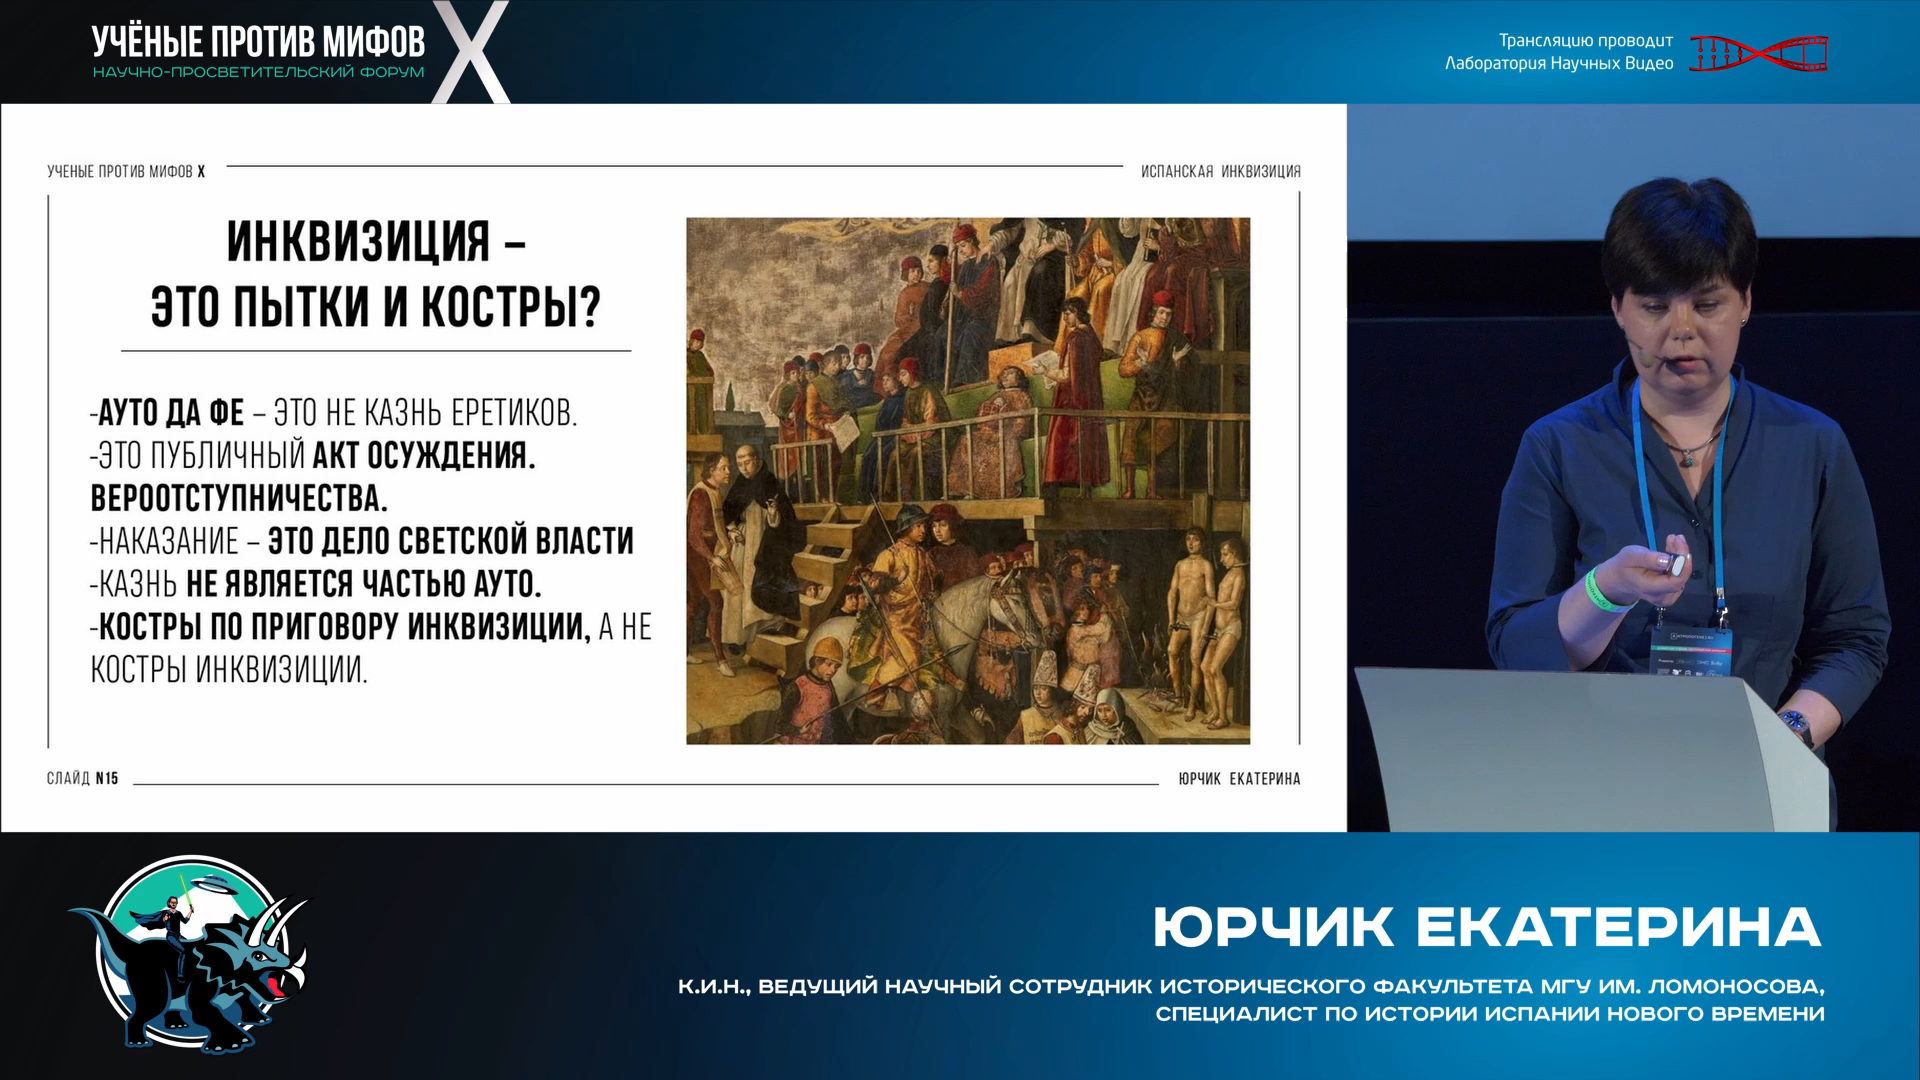 УЧЁНЫЕ ПРОТИВ МИФОВ X
НАУЧНО-ПРОСВЕТИТЕЛЬСКИЙ ФОРУМ
Трансляцию проводит
Лаборатория Научных Видео
УЧЕНЫЕ ПРОТИВ МИФОВ X
ИСПАНСКАЯ ИНКВИЗИЦИЯ
ИНКВИЗИЦИЯ –
ЭТО ПЫТКИ И КОСТРЫ?
-АУТО ДА ФЕ – ЭТО НЕ КАЗНЬ ЕРЕТИКОВ.
-ЭТО ПУБЛИЧНЫЙ АКТ ОСУЖДЕНИЯ.
ВЕРООТСТУПНИЧЕСТВА.
-НАКАЗАНИЕ – ЭТО ДЕЛО СВЕТСКОЙ ВЛАСТИ
-КАЗНЬ НЕ ЯВЛЯЕТСЯ ЧАСТЬЮ АУТО.
-КОСТРЫ ПО ПРИГОВОРУ ИНКВИЗИЦИИ, А НЕ
КОСТРЫ ИНКВИЗИЦИИ.
СЛАЙД N15
ЮРЧИК ЕКАТЕРИНА
ЮРЧИК ЕКАТЕРИНА
К.И.Н., ВЕДУЩИЙ НАУЧНЫЙ СОТРУДНИК ИСТОРИЧЕСКОГО ФАКУЛЬТЕТА МГУ ИМ. ЛОМОНОСОВА,
СПЕЦИАЛИСТ ПО ИСТОРИИ ИСПАНИИ НОВОГО ВРЕМЕНИ